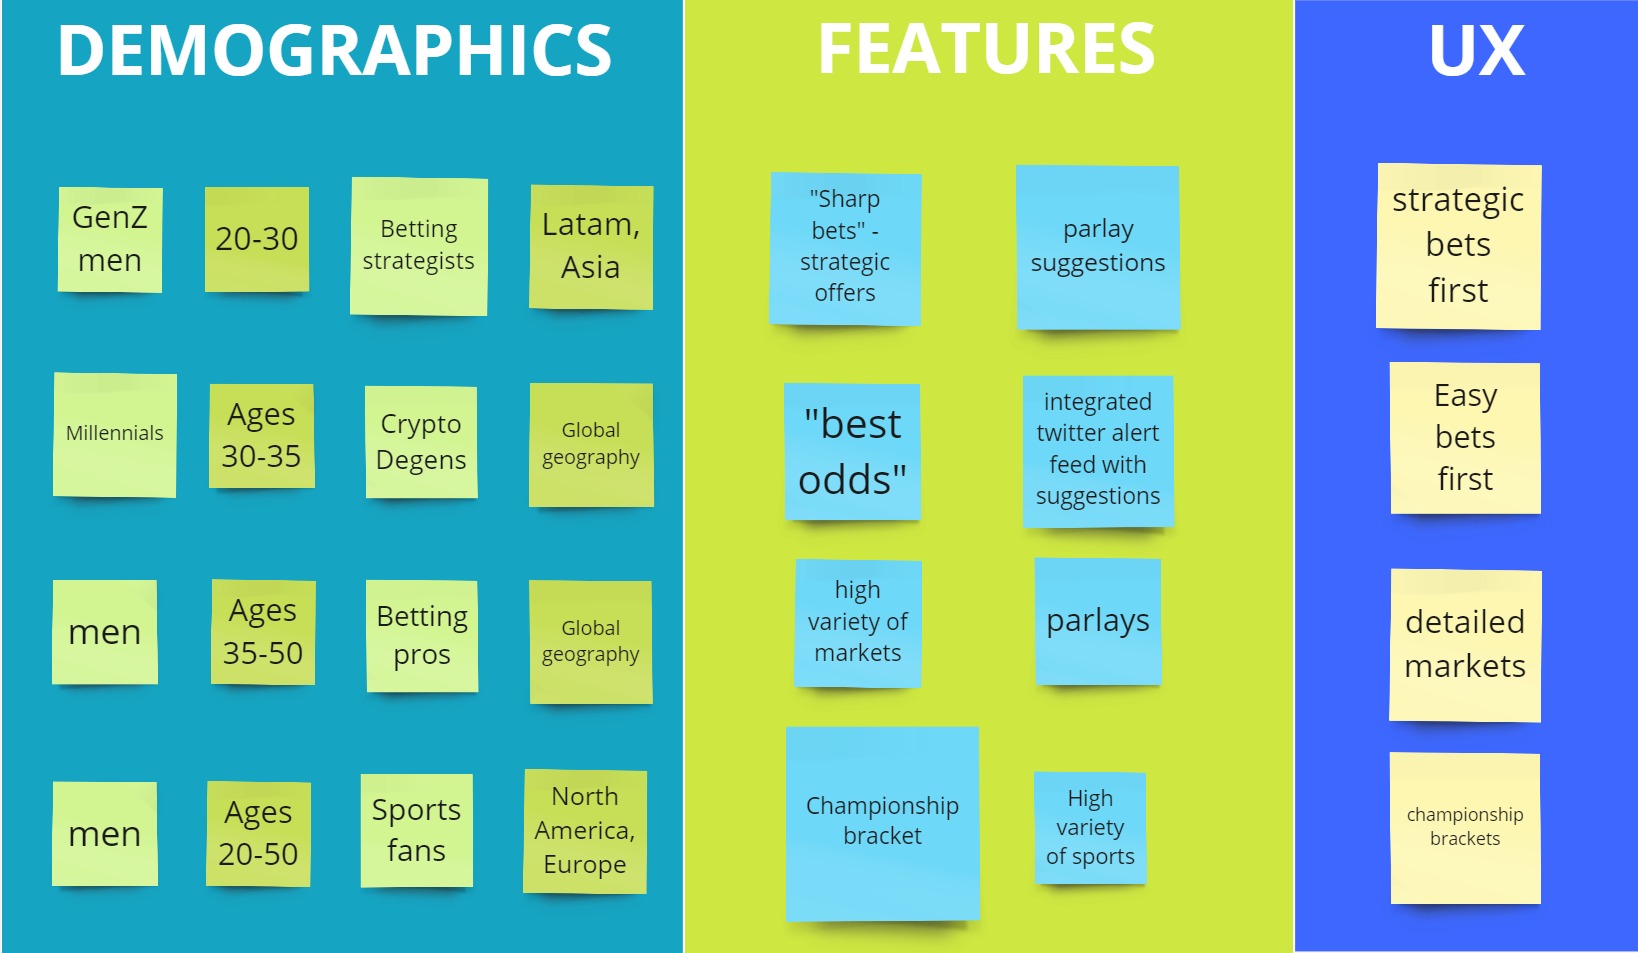 DEMOGRAPHICS
FEATURES
UX
GenZ
men
20-30
Betting
strategists
Latam,
Asia
"Sharp
bets" -
strategic
offers
parlay
suggestions
strategic
bets
first
Millennials
Ages
30-35
Crypto
Degens
Global
geography
"best
odds"
integrated
twitter alert
feed with
suggestions
Easy
bets
first
men
Ages
35-50
Betting
pros
Global
geography
high
variety of
markets
parlays
detailed
markets
men
Ages
20-50
Sports
fans
North
America,
Europe
Championship
bracket
High
variety
of sports
championship
brackets